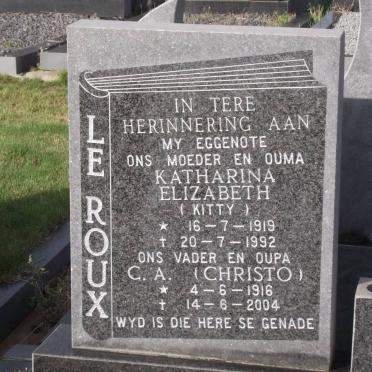 LE ROUX
IN TERE
HERINNERING AAN
MY EGGENOTE
ONS MOEDER EN OUMA
KATHARINA
ELIZABETH
(KITTY)
★ 16-7-1919
✝ 20-7-1992
ONS VADER EN OUPA
C. A. (CHRISTO)
★ 4-6-1916
✝ 14-6-2004
WYD IS DIE HERE SE GENADE